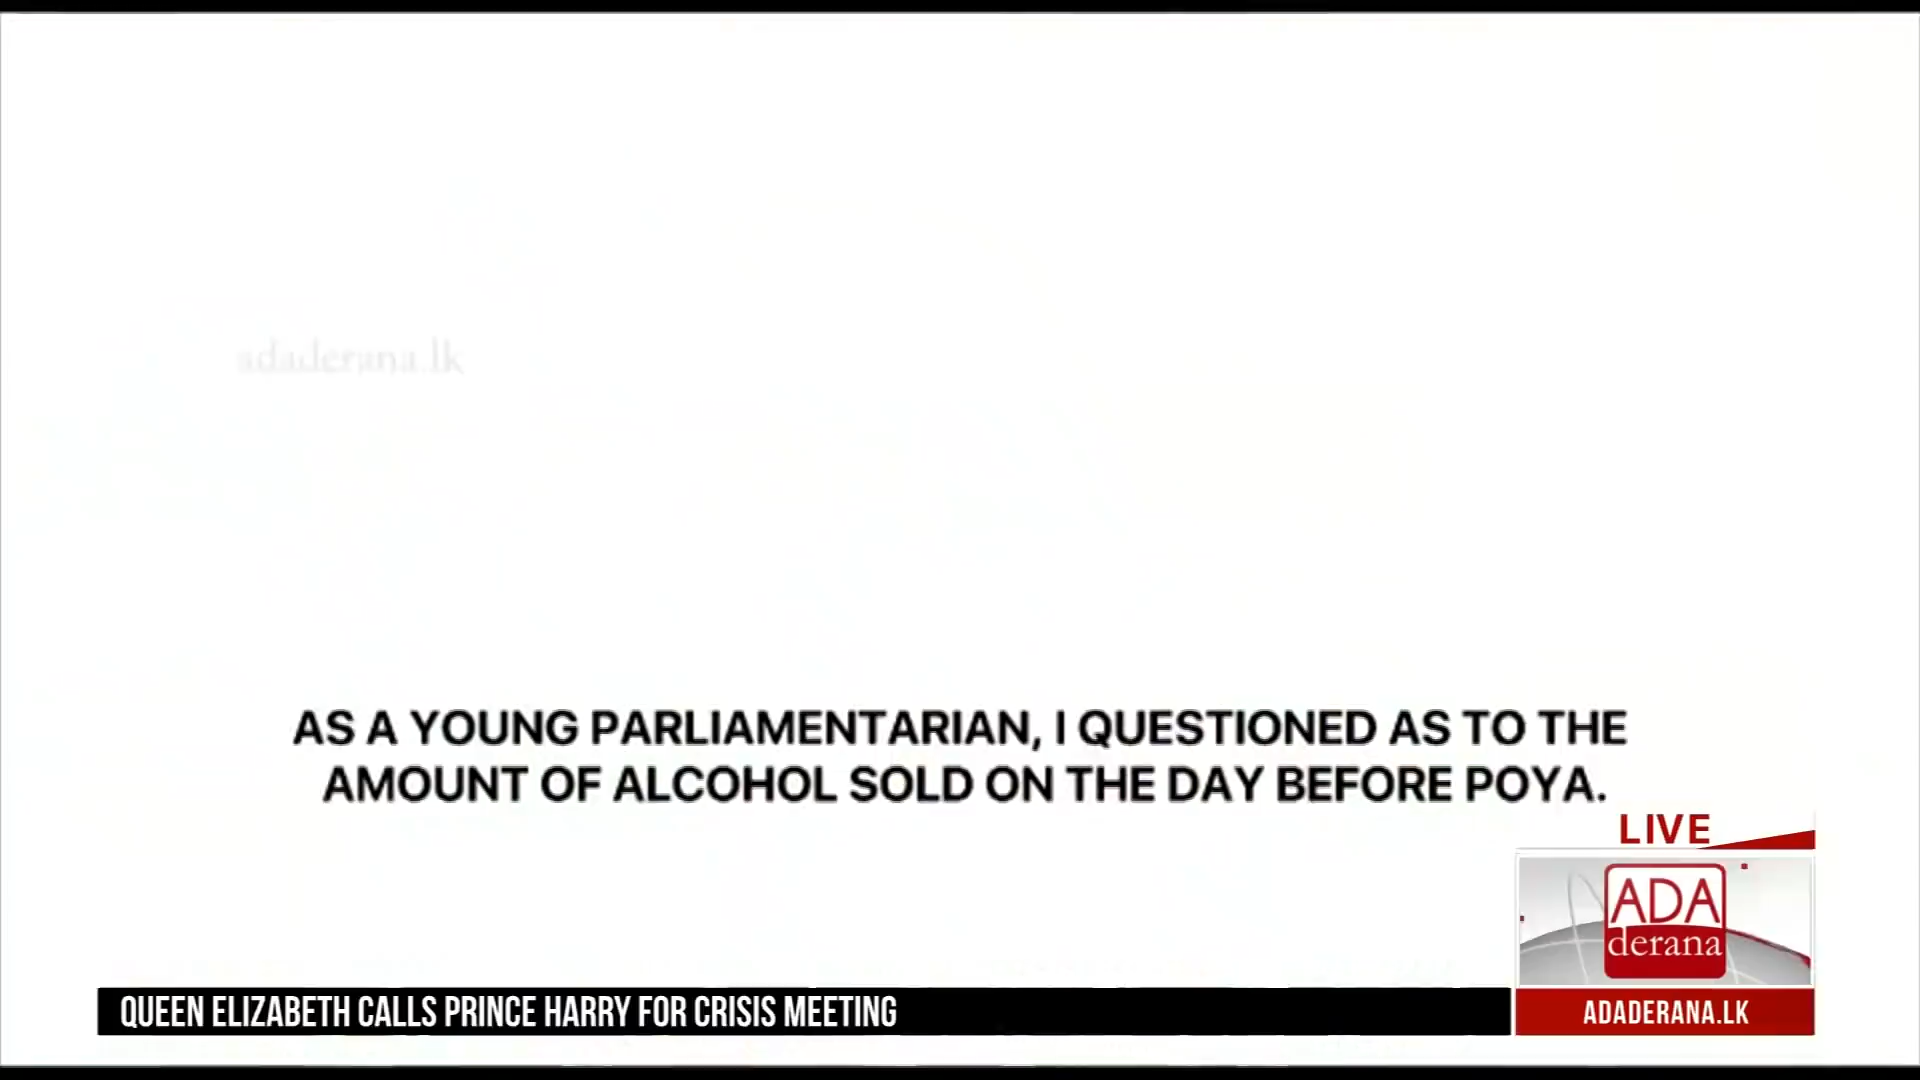 adaderana.lk
AS A YOUNG PARLIAMENTARIAN, I QUESTIONED AS TO THE
AMOUNT OF ALCOHOL SOLD ON THE DAY BEFORE POYA.
LIVE
ADA
derana
QUEEN ELIZABETH CALLS PRINCE HARRY FOR CRISIS MEETING
ADADERANA.LK